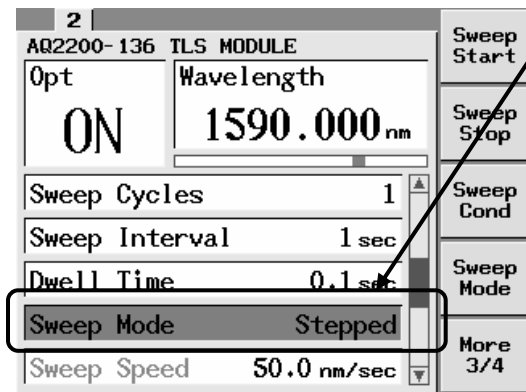 2
AQ2200-136 TLS MODULE
Opt
ON
Wavelength
1590.000 nm
Sweep Cycles 1
Sweep Interval 1 sec
Dwell Time 0.1 sec
Sweep Mode Stepped
Sweep Speed 50.0 nm/sec
Sweep
Start
Sweep
Stop
Sweep
Cond
Sweep
Mode
More
3/4